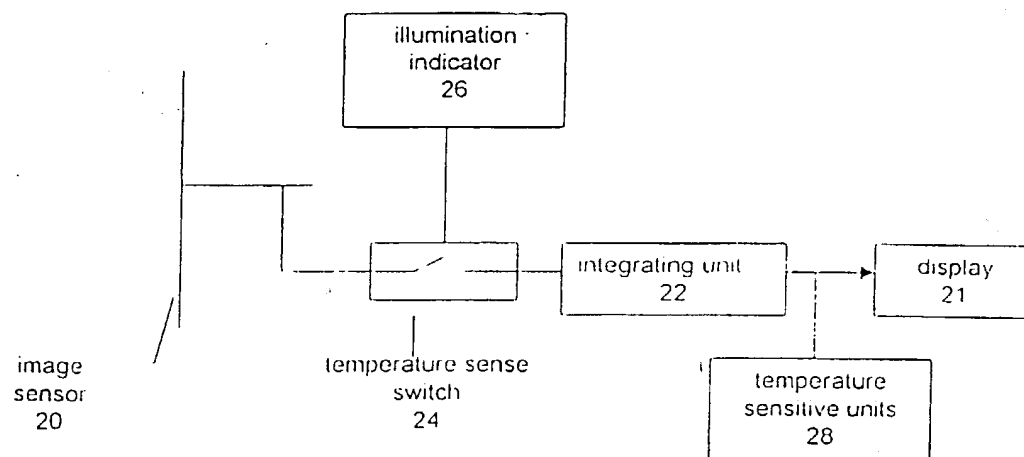 illumination
indicator
26
integrating unit
22
display
21
image
sensor
20
temperature sense
switch
24
temperature
sensitive units
28